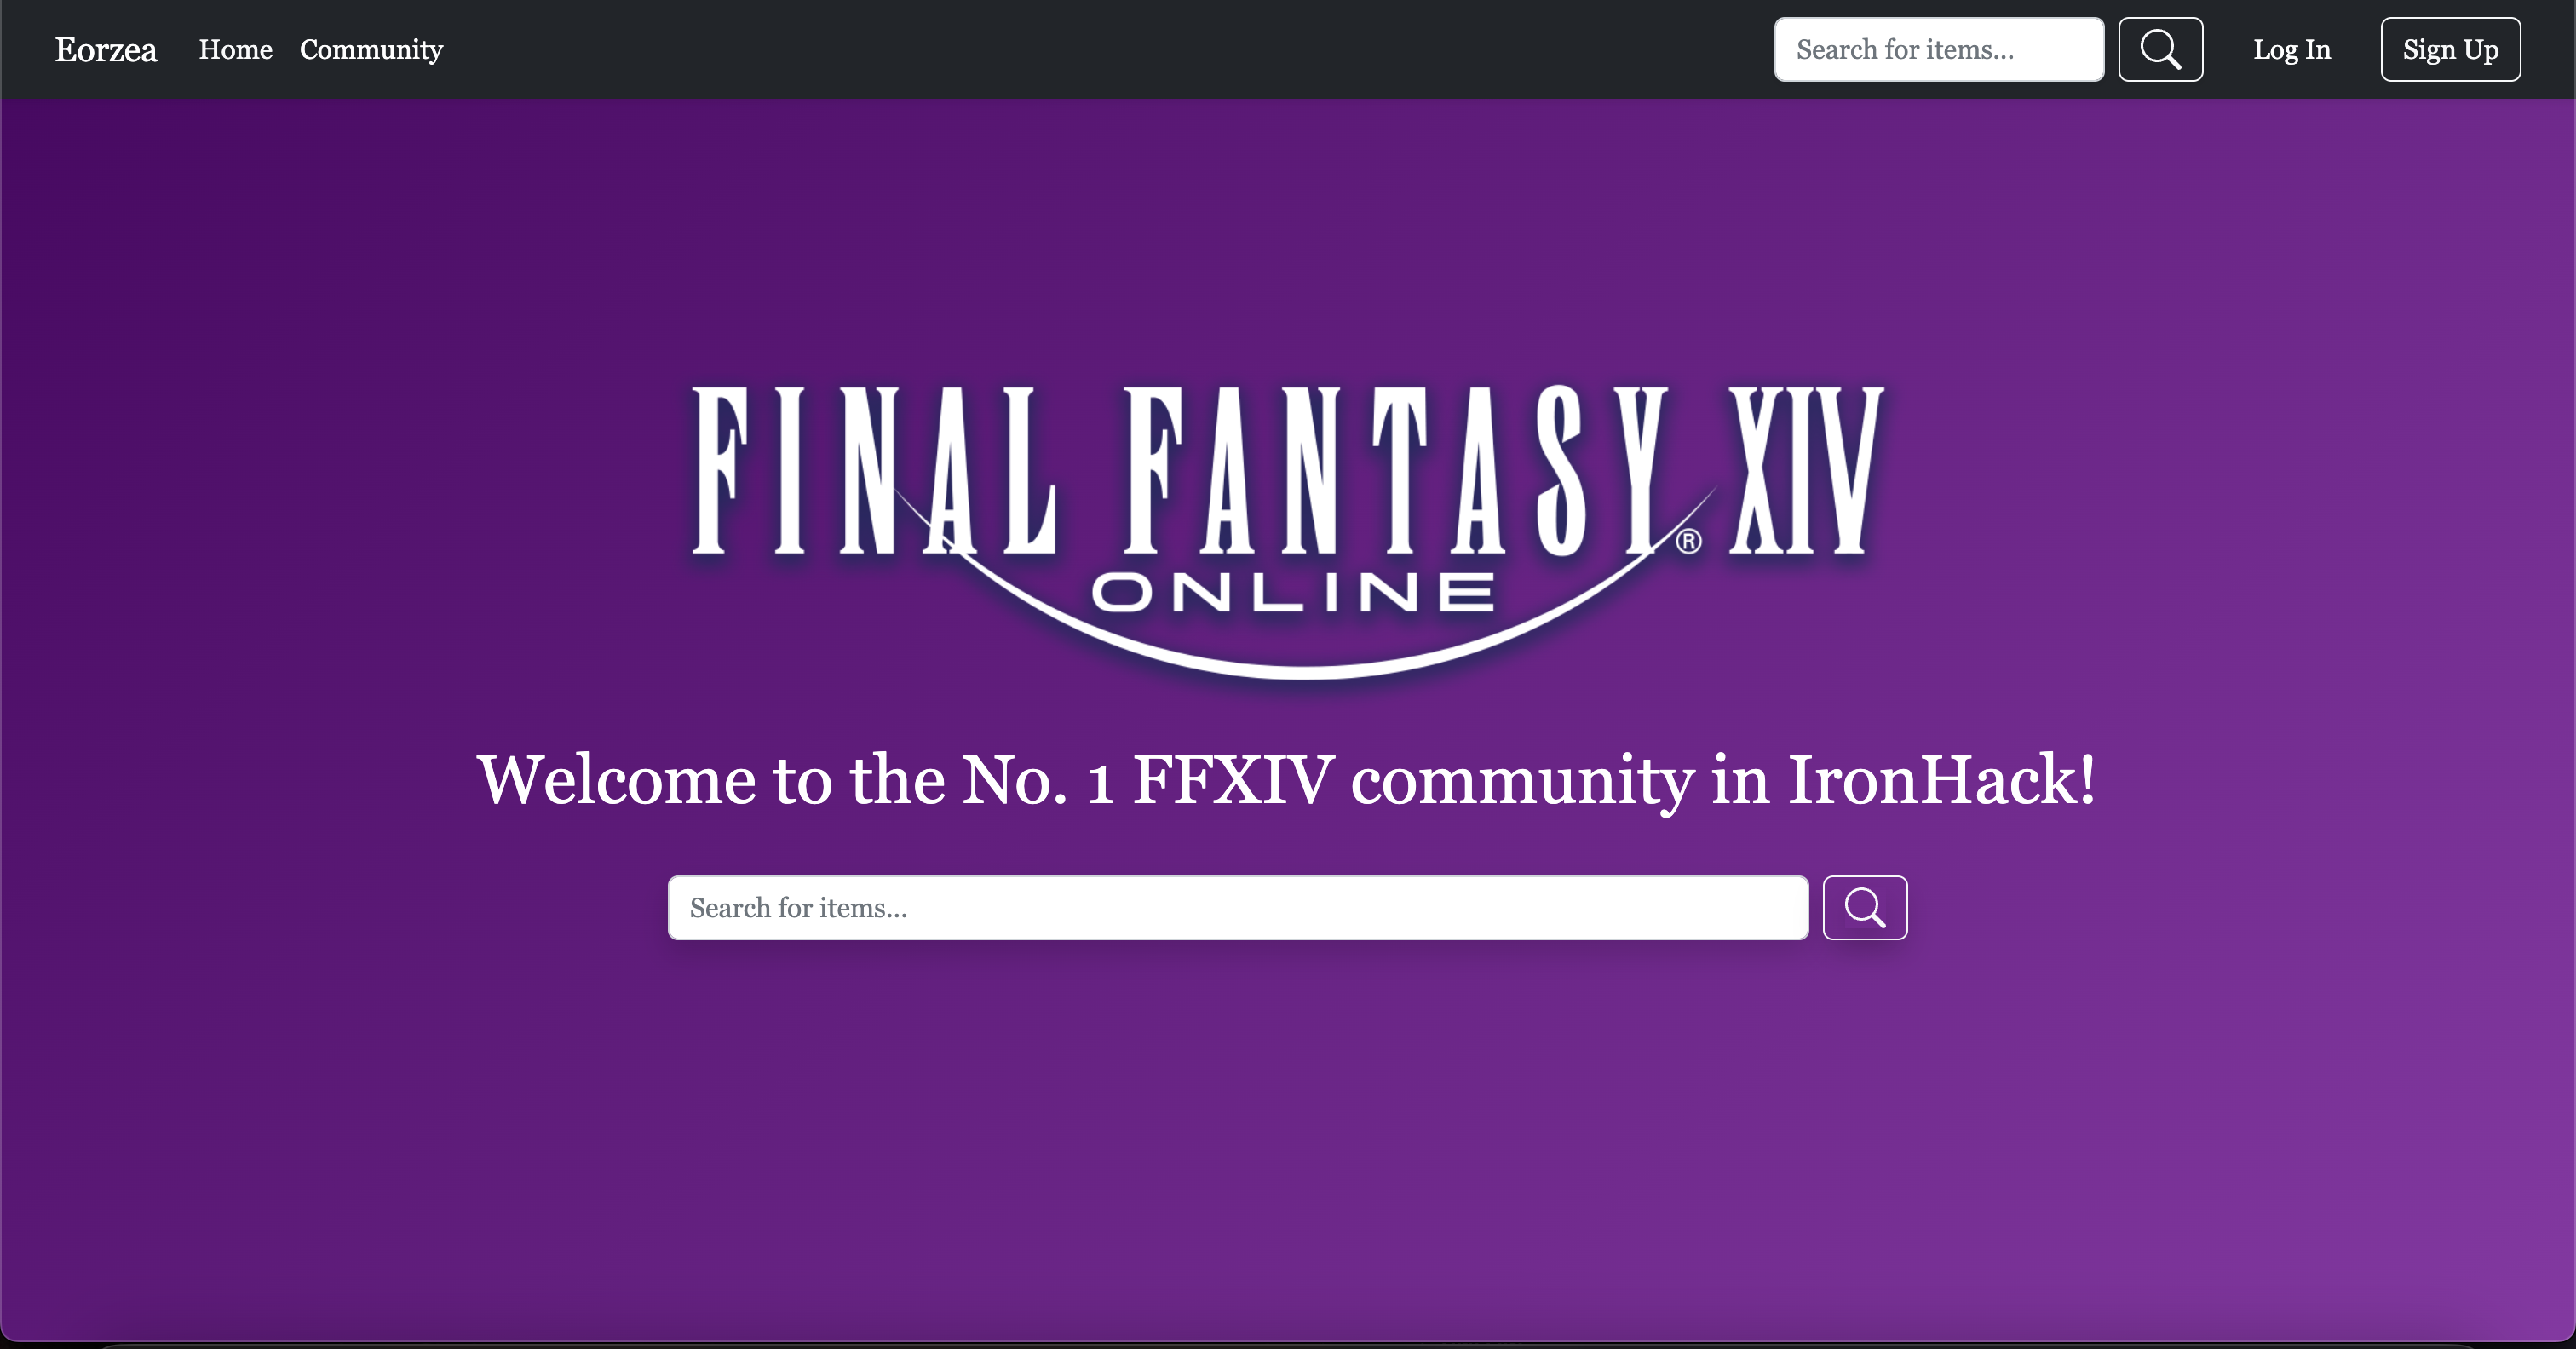 Eorzea Home Community Search for items... Log In Sign Up
FINAL FANTASY XIV
®
ONLINE
Welcome to the No. 1 FFXIV community in IronHack!
Search for items...